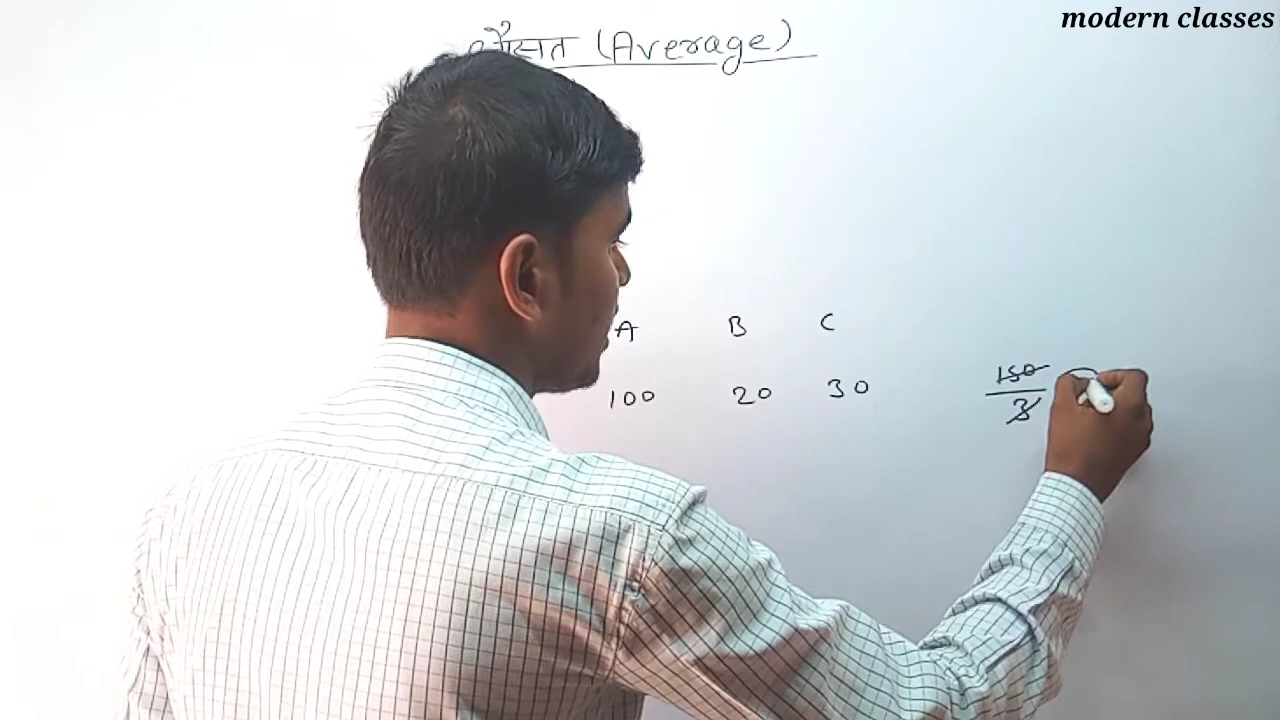 modern classes
औसत (Average)
A B C
100 20 30 150
3